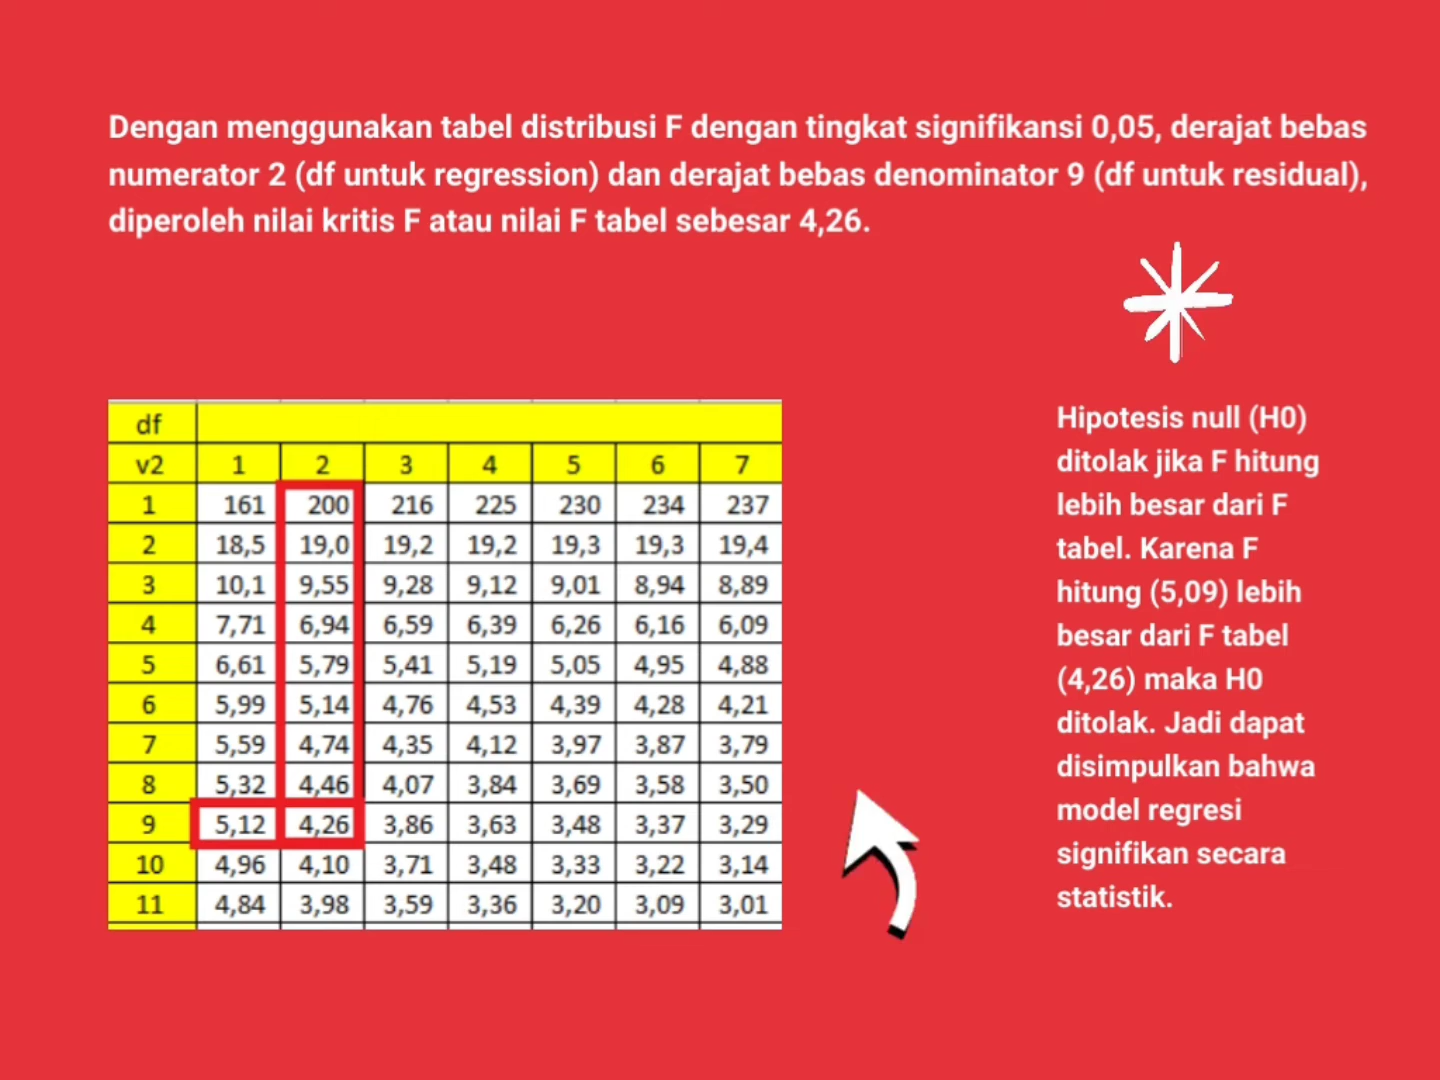 Dengan menggunakan tabel distribusi F dengan tingkat signifikansi 0,05, derajat bebas
numerator 2 (df untuk regression) dan derajat bebas denominator 9 (df untuk residual),
diperoleh nilai kritis F atau nilai F tabel sebesar 4,26.
df
v2 1 2 3 4 5 6 7
1 161 200 216 225 230 234 237
2 18,5 19,0 19,2 19,2 19,3 19,3 19,4
3 10,1 9,55 9,28 9,12 9,01 8,94 8,89
4 7,71 6,94 6,59 6,39 6,26 6,16 6,09
5 6,61 5,79 5,41 5,19 5,05 4,95 4,88
6 5,99 5,14 4,76 4,53 4,39 4,28 4,21
7 5,59 4,74 4,35 4,12 3,97 3,87 3,79
8 5,32 4,46 4,07 3,84 3,69 3,58 3,50
9 5,12 4,26 3,86 3,63 3,48 3,37 3,29
10 4,96 4,10 3,71 3,48 3,33 3,22 3,14
11 4,84 3,98 3,59 3,36 3,20 3,09 3,01
Hipotesis null (H0)
ditolak jika F hitung
lebih besar dari F
tabel. Karena F
hitung (5,09) lebih
besar dari F tabel
(4,26) maka H0
ditolak. Jadi dapat
disimpulkan bahwa
model regresi
signifikan secara
statistik.